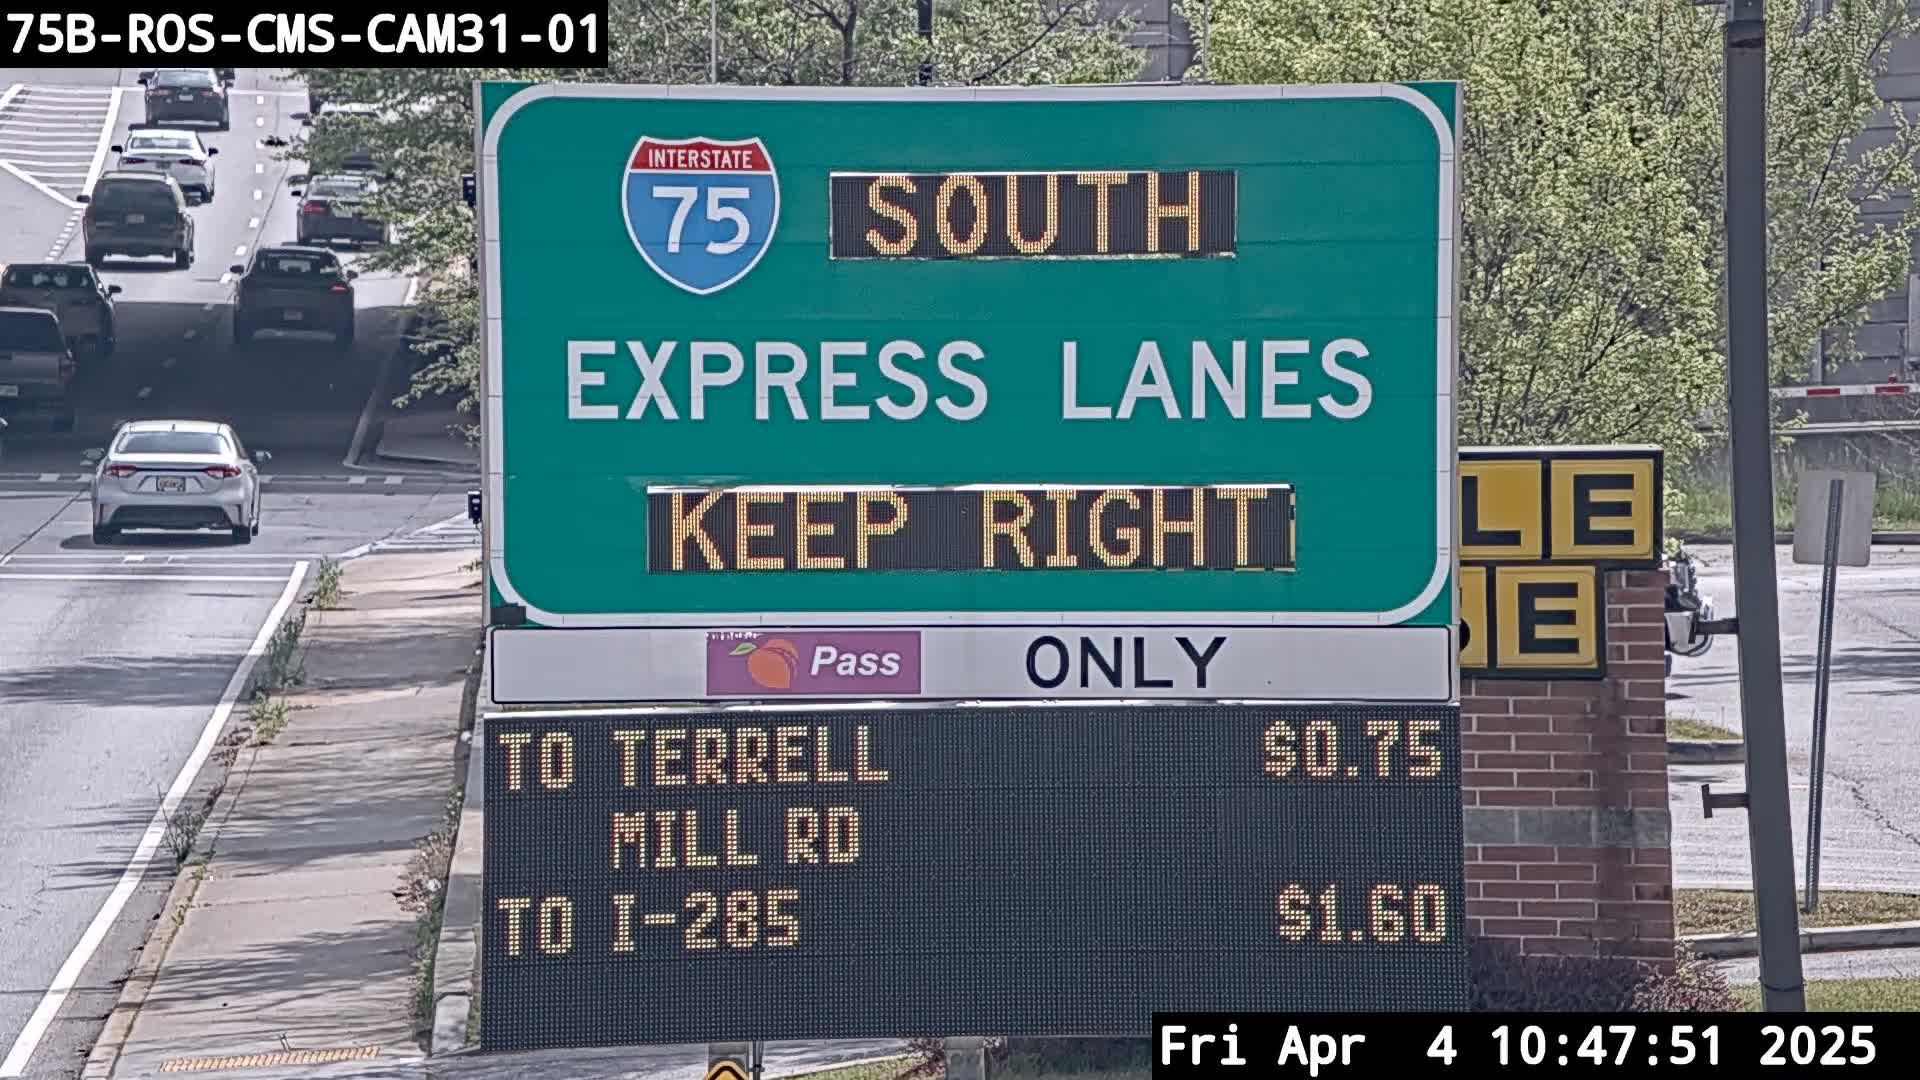 75B-ROS-CMS-CAM31-01
INTERSTATE
75
SOUTH
EXPRESS LANES
KEEP RIGHT
LE
E
Pass
ONLY
TO TERRELL $0.75
MILL RD
TO I-285 $1.60
Fri Apr 4 10:47:51 2025